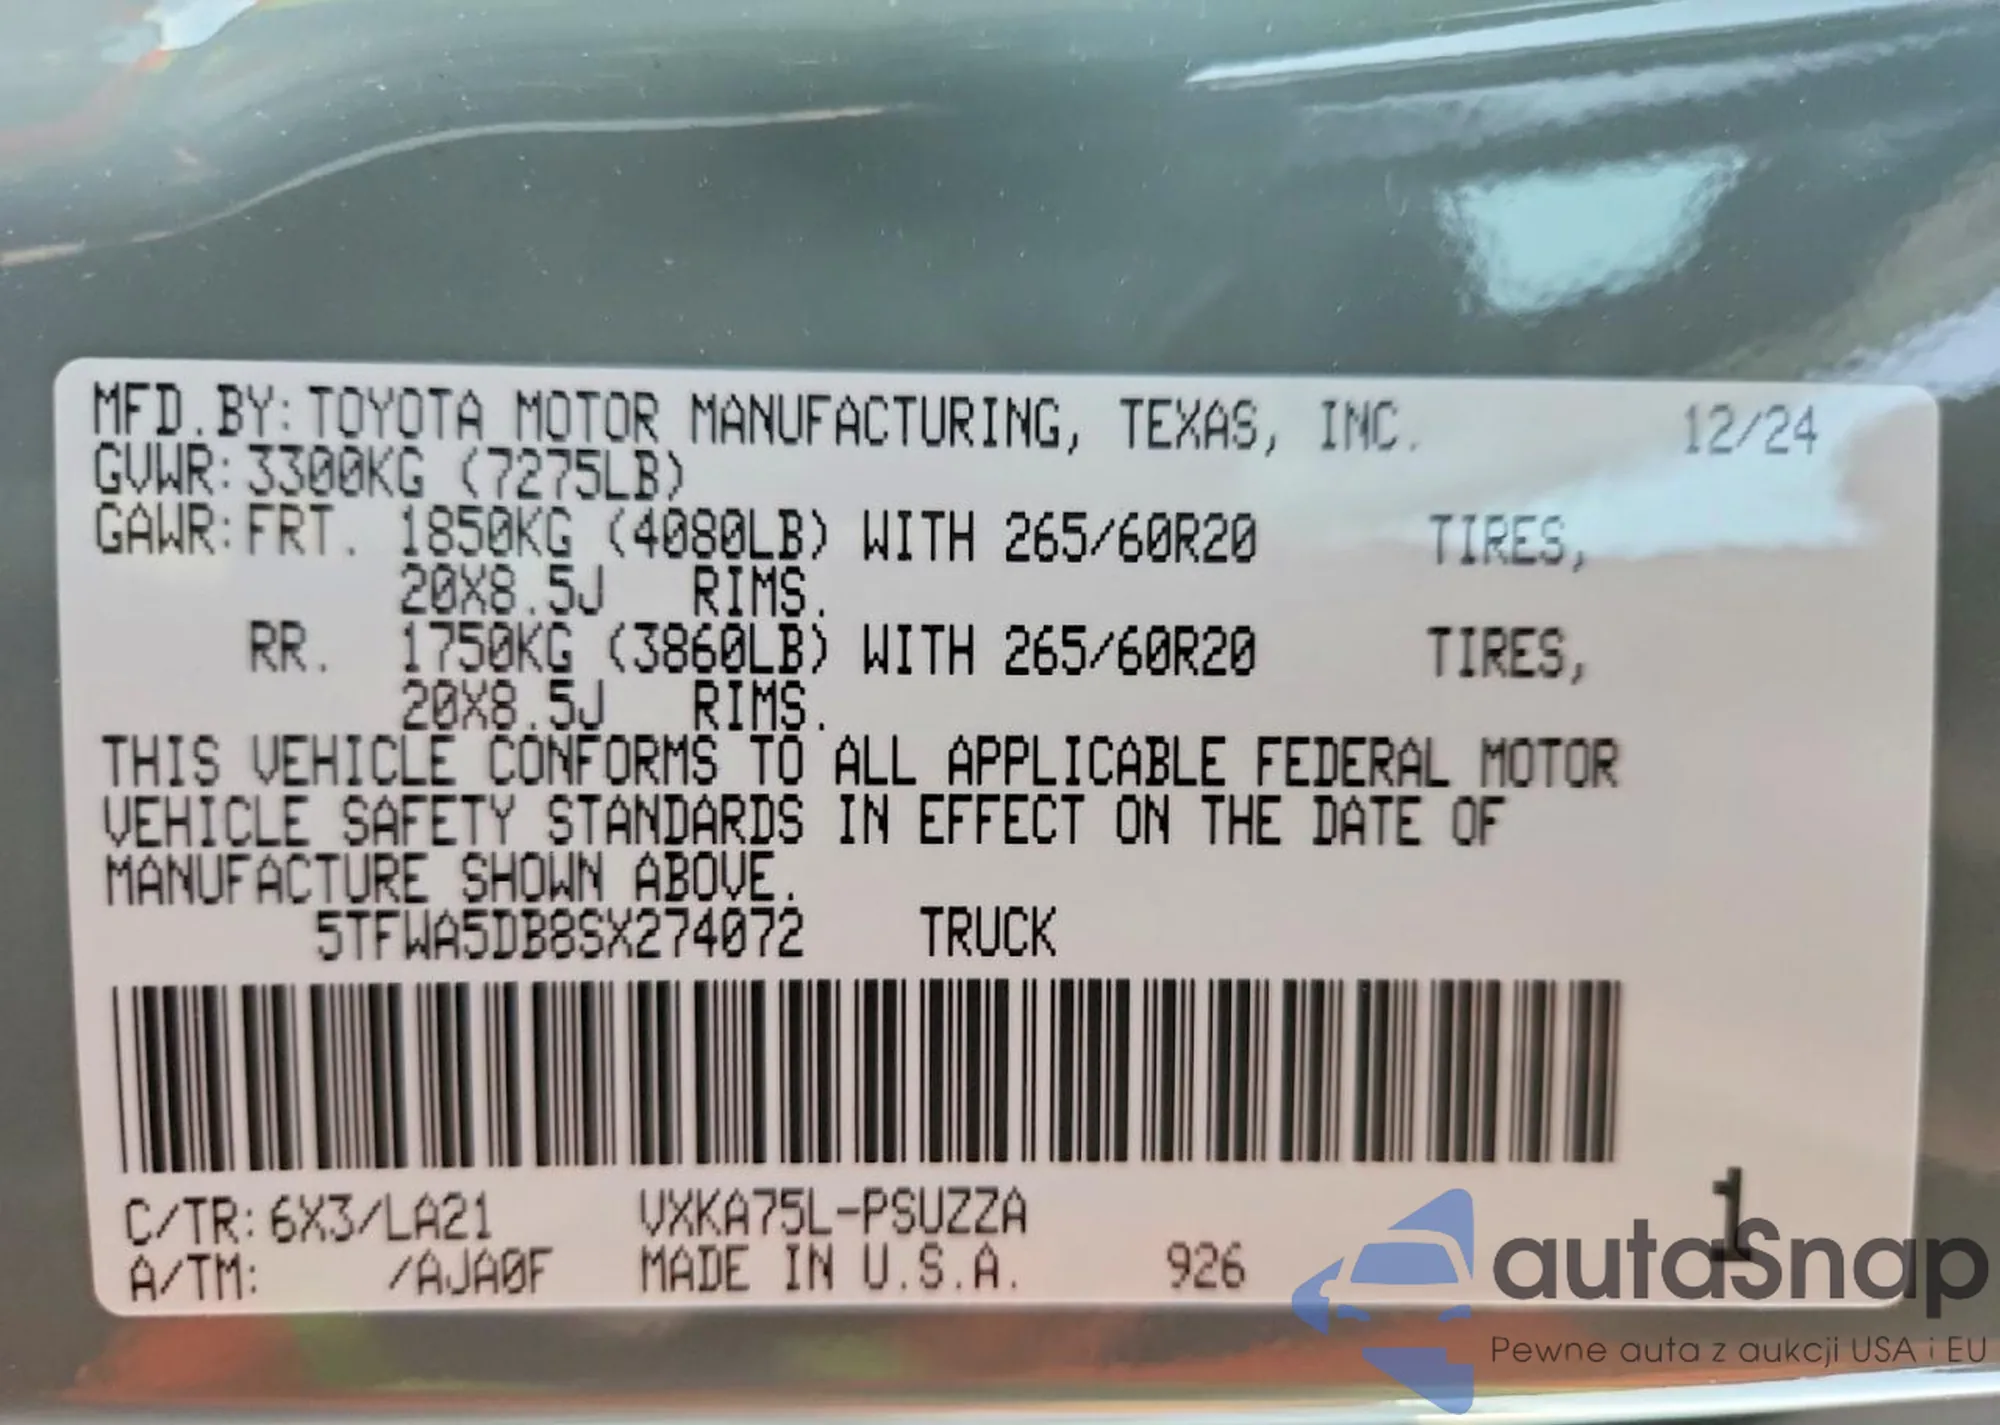 MFD.BY:TOYOTA MOTOR MANUFACTURING, TEXAS, INC. 12/24
GVWR:3300KG (7275LB)
GAWR:FRT. 1850KG (4080LB) WITH 265/60R20 TIRES,
20X8.5J RIMS.
RR. 1750KG (3860LB) WITH 265/60R20 TIRES,
20X8.5J RIMS.
THIS VEHICLE CONFORMS TO ALL APPLICABLE FEDERAL MOTOR
VEHICLE SAFETY STANDARDS IN EFFECT ON THE DATE OF
MANUFACTURE SHOWN ABOVE.
5TFWA5DB8SX274072 TRUCK
C/TR:6X3/LA21 VXKA75L-PSUZZA 1
A/TM: /AJA0F MADE IN U.S.A. 926
autaSnap
Pewne auta z aukcji USA i EU